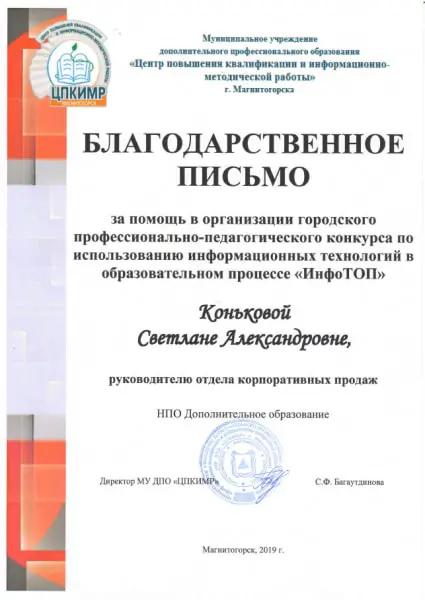 ЦПКИМР
МАГНИТОГОРСК
Муниципальное учреждение
дополнительного профессионального образования
«Центр повышения квалификации и информационно-
методической работы»
г. Магнитогорска
БЛАГОДАРСТВЕННОЕ
ПИСЬМО
за помощь в организации городского
профессионально-педагогического конкурса по
использованию информационных технологий в
образовательном процессе «ИнфоТОП»
Коньковой
Светлане Александровне,
руководителю отдела корпоративных продаж
НПО Дополнительное образование
Директор МУ ДПО «ЦПКИМР»
С.Ф. Багаутдинова
Магнитогорск, 2019 г.